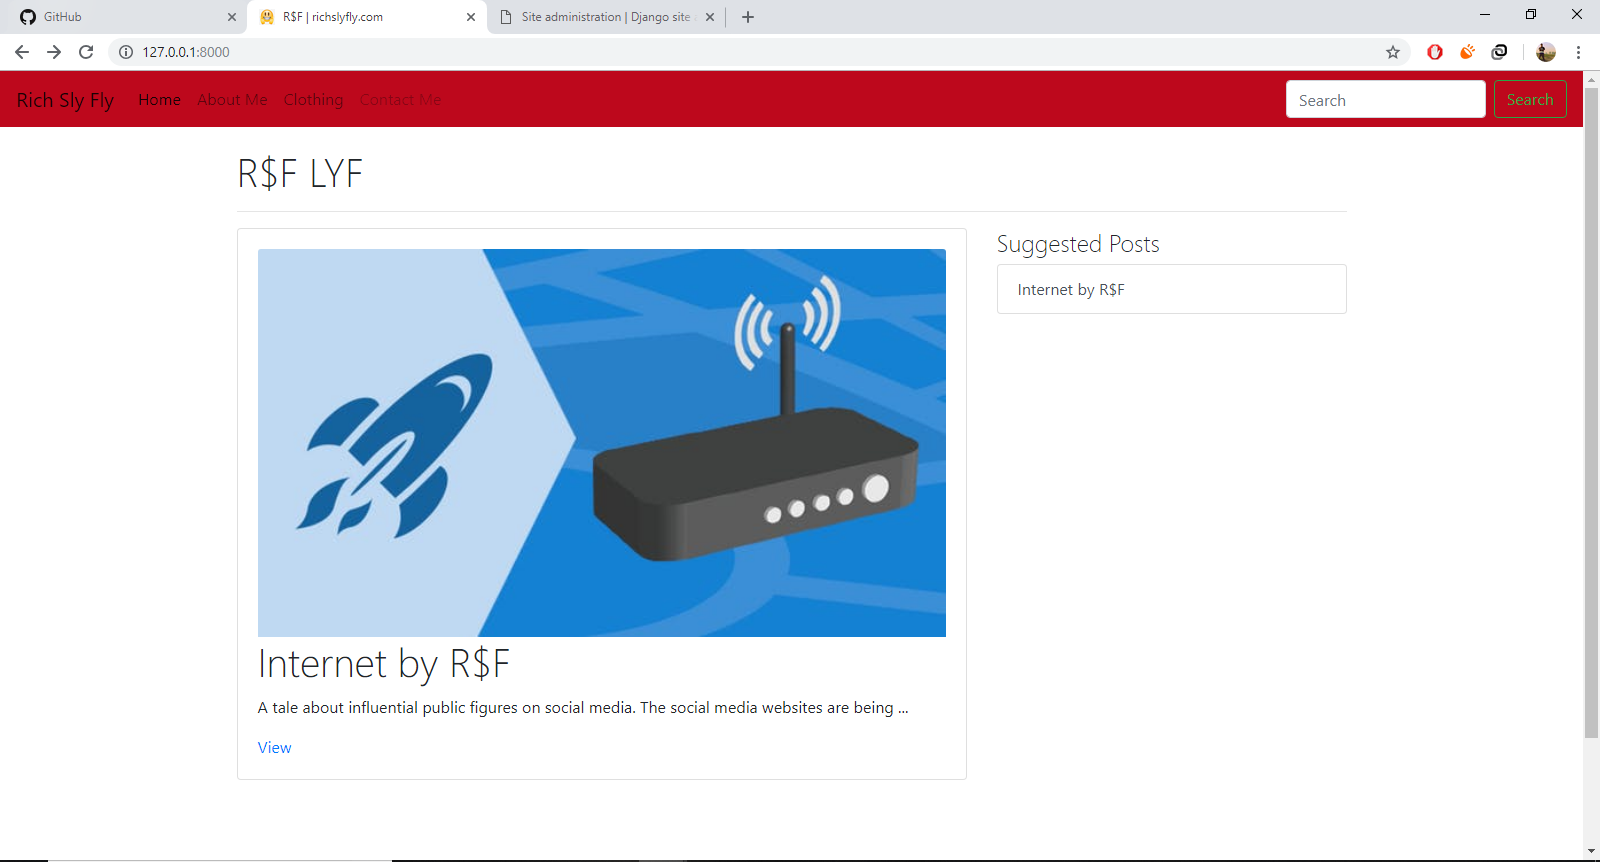 GitHub
R$F | richslyfly.com
Site administration | Django site
127.0.0.1:8000
Rich Sly Fly Home About Me Clothing Contact Me Search Search
R$F LYF
Suggested Posts
Internet by R$F
Internet by R$F
A tale about influential public figures on social media. The social media websites are being ...
View